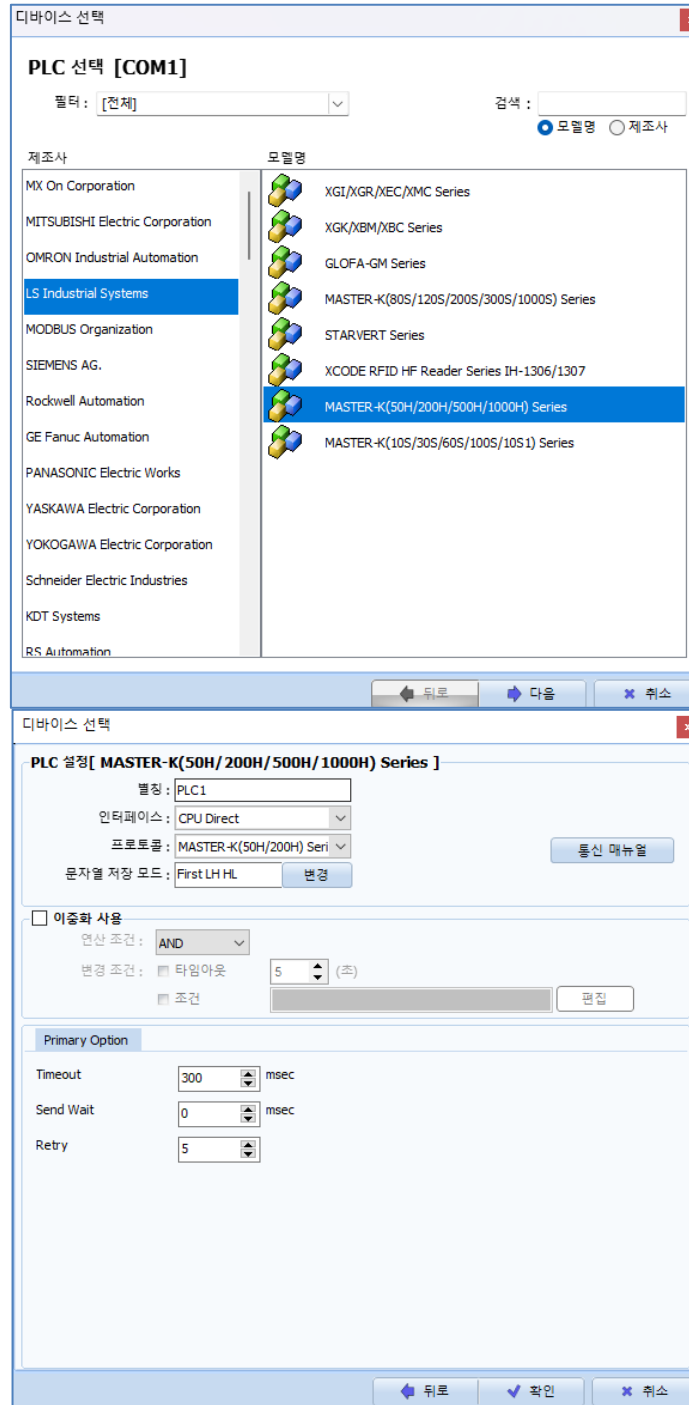 디바이스 선택
PLC 선택 [COM1]
필터 : [전체] 검색 :
모델명 제조사
제조사 모델명
MX On Corporation
MITSUBISHI Electric Corporation
OMRON Industrial Automation
LS Industrial Systems
MODBUS Organization
SIEMENS AG.
Rockwell Automation
GE Fanuc Automation
PANASONIC Electric Works
YASKAWA Electric Corporation
YOKOGAWA Electric Corporation
Schneider Electric Industries
KDT Systems
RS Automation
XGI/XGR/XEC/XMC Series
XGK/XBM/XBC Series
GLOFA-GM Series
MASTER-K(80S/120S/200S/300S/1000S) Series
STARVERT Series
XCODE RFID HF Reader Series IH-1306/1307
MASTER-K(50H/200H/500H/1000H) Series
MASTER-K(10S/30S/60S/100S/10S1) Series
뒤로 다음 취소
디바이스 선택
PLC 설정[ MASTER-K(50H/200H/500H/1000H) Series ]
별칭 : PLC1
인터페이스 : CPU Direct
프로토콜 : MASTER-K(50H/200H) Seri 통신 매뉴얼
문자열 저장 모드 : First LH HL 변경
이중화 사용
연산 조건 : AND
변경 조건 : 타임아웃 5 (초)
조건 편집
Primary Option
Timeout 300 msec
Send Wait 0 msec
Retry 5
뒤로 확인 취소